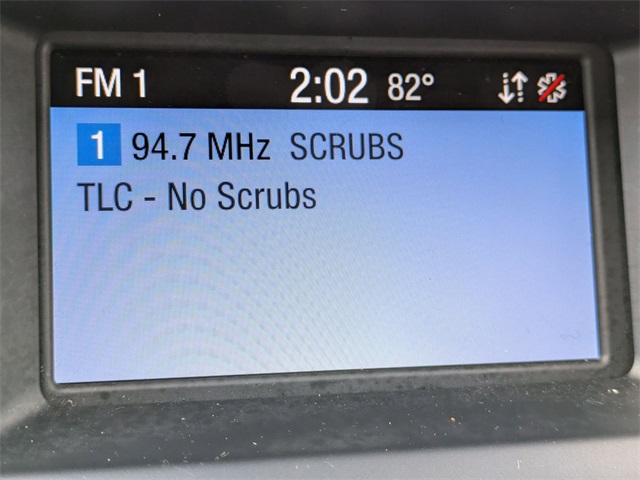 FM 1 2:02 82°
1 94.7 MHz SCRUBS
TLC - No Scrubs